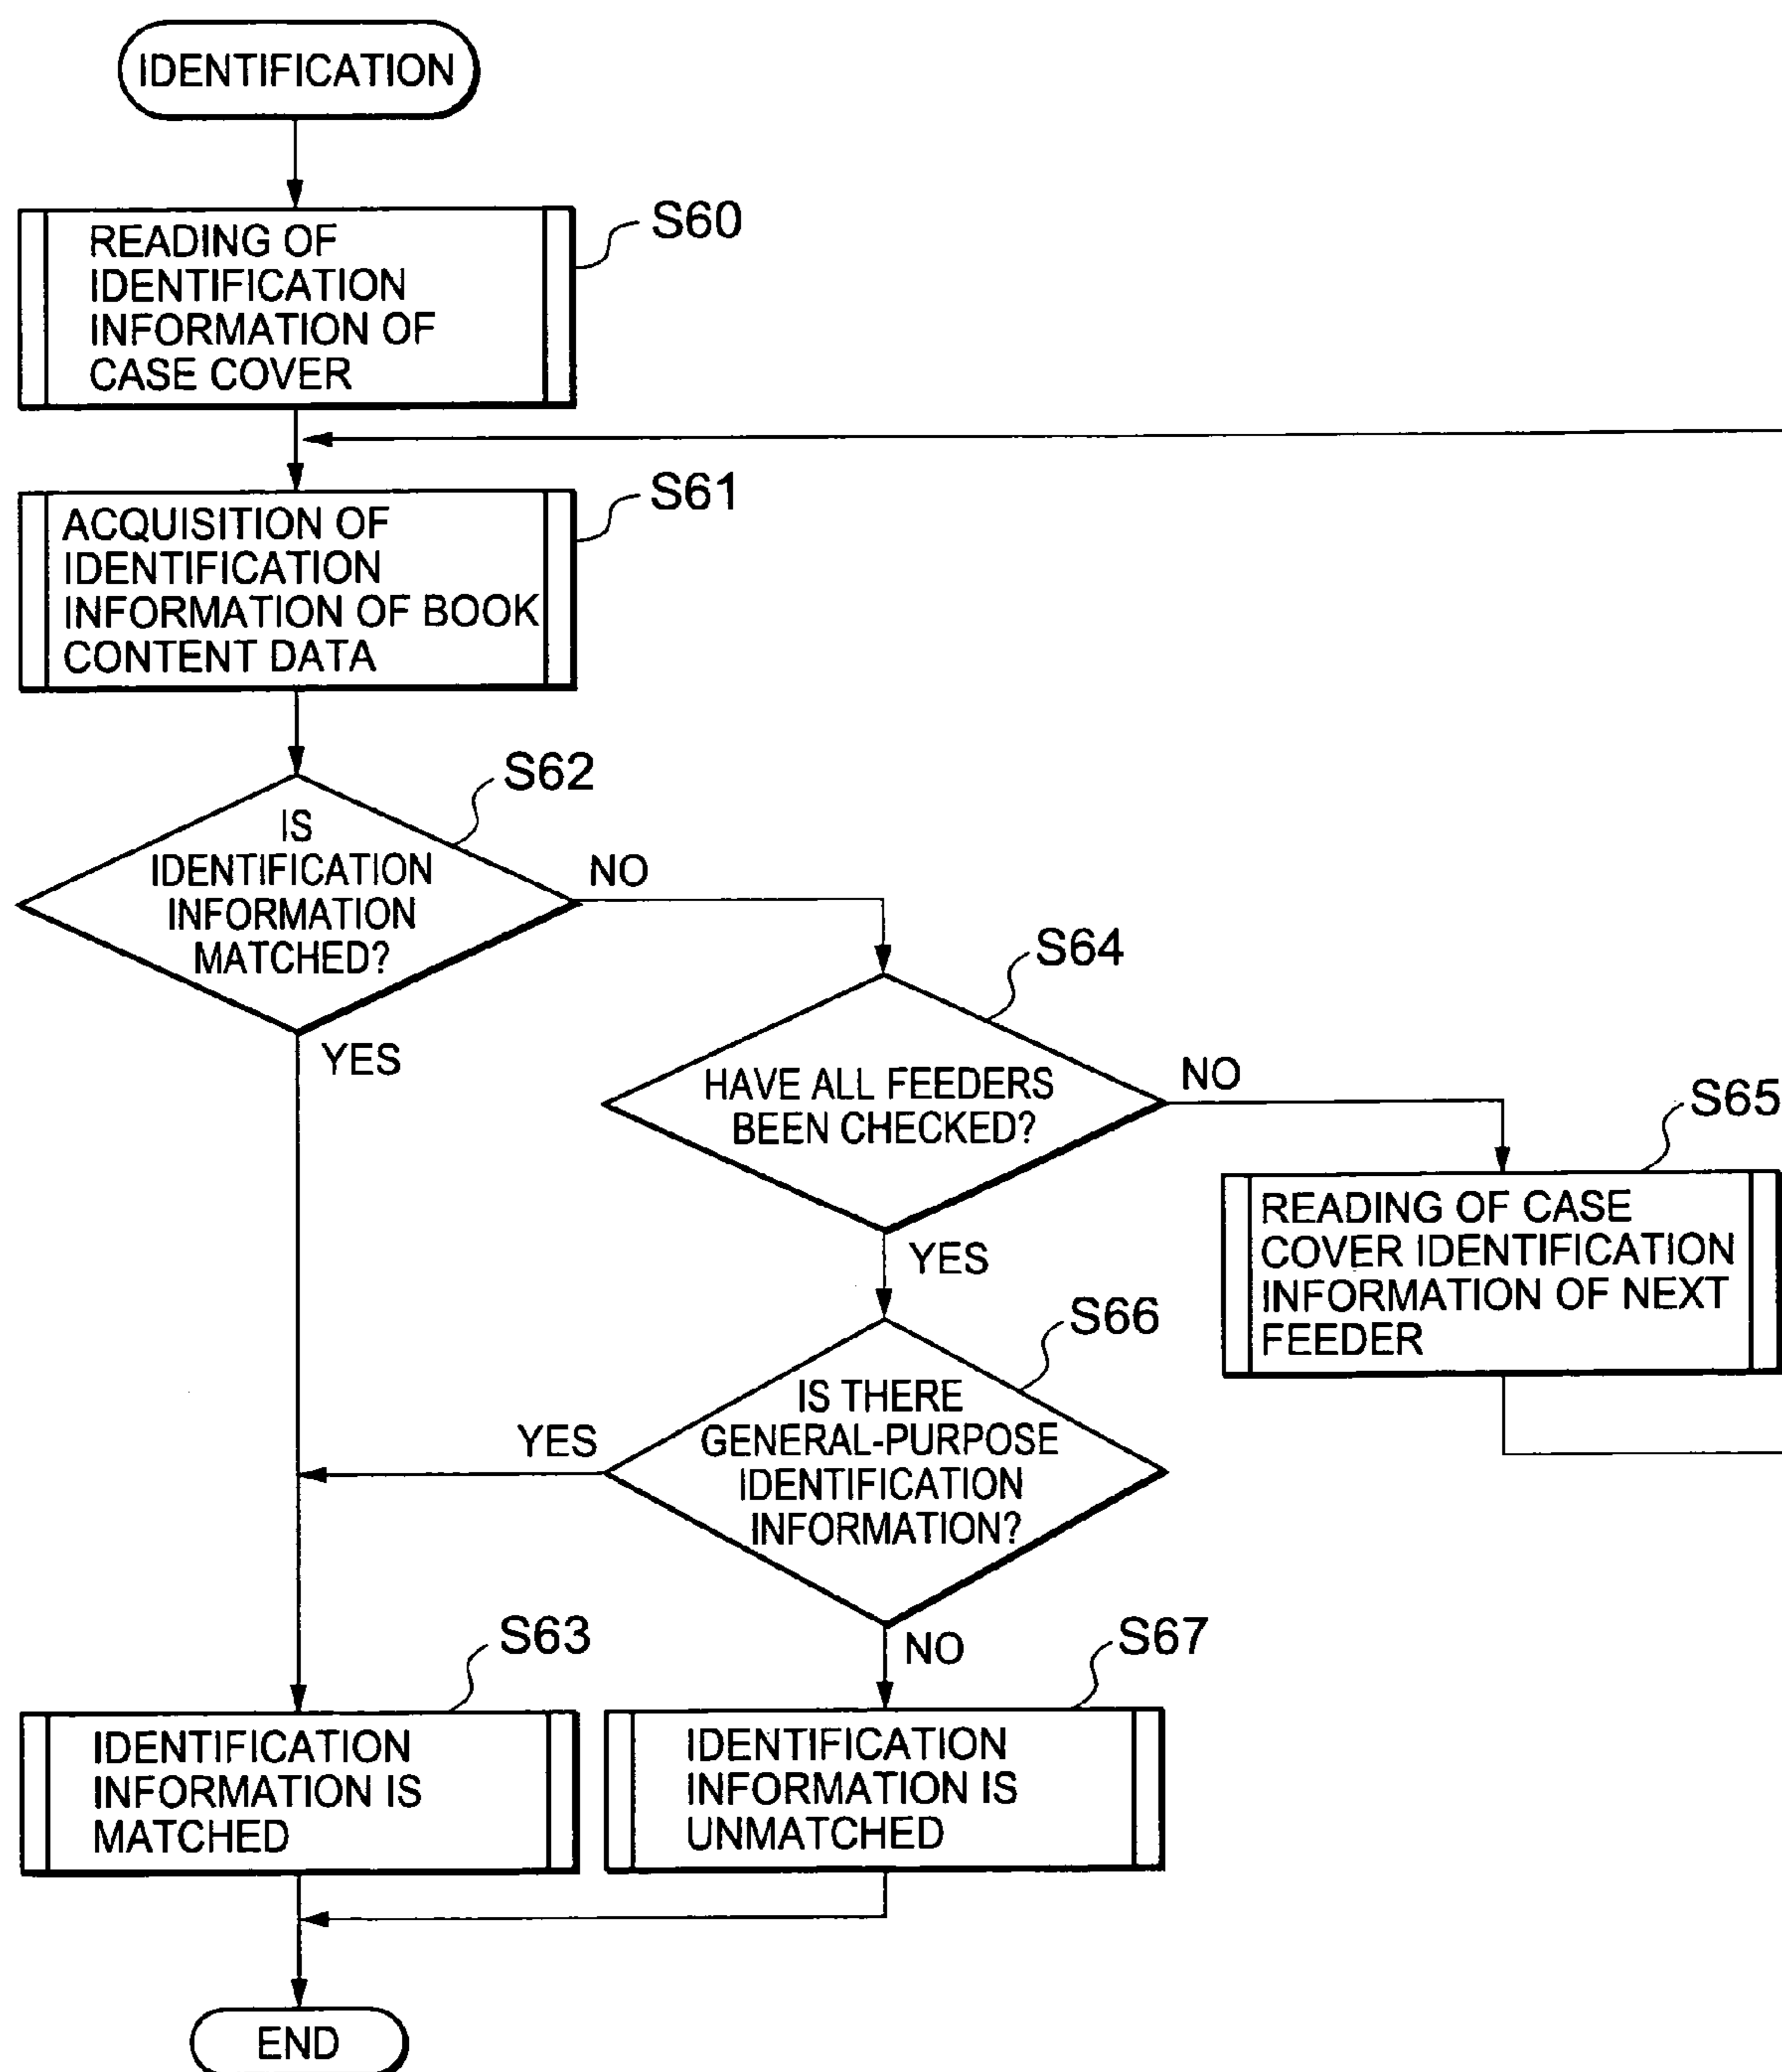 IDENTIFICATION
READING OF
IDENTIFICATION
INFORMATION OF
CASE COVER
S60
ACQUISITION OF
IDENTIFICATION
INFORMATION OF BOOK
CONTENT DATA
S61
IS
IDENTIFICATION
INFORMATION
MATCHED?
S62
NO
YES
HAVE ALL FEEDERS
BEEN CHECKED?
S64
NO
YES
READING OF CASE
COVER IDENTIFICATION
INFORMATION OF NEXT
FEEDER
S65
IS THERE
GENERAL-PURPOSE
IDENTIFICATION
INFORMATION?
S66
YES
NO
IDENTIFICATION
INFORMATION IS
MATCHED
S63
IDENTIFICATION
INFORMATION IS
UNMATCHED
S67
END